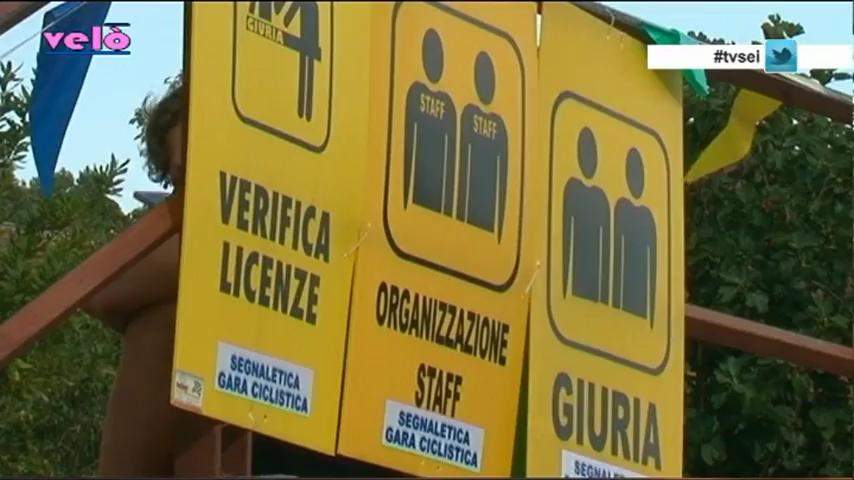 velò
#tvsei
GIURIA
VERIFICA
LICENZE
SEGNALETICA
GARA CICLISTICA
STAFF
STAFF
ORGANIZZAZIONE
STAFF
SEGNALETICA
GARA CICLISTICA
GIURIA